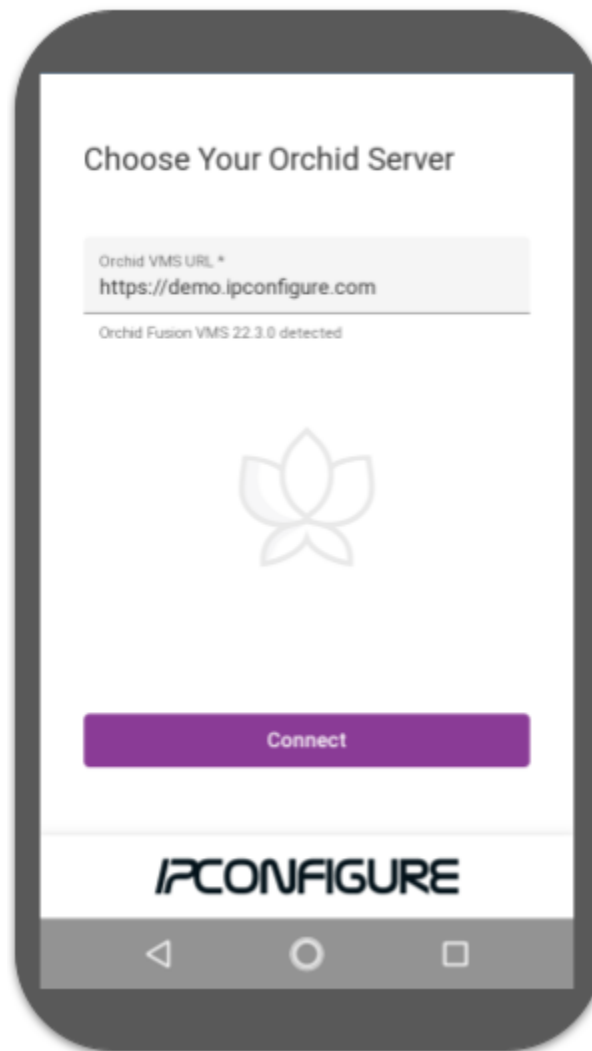 Choose Your Orchid Server
Orchid VMS URL *
https://demo.ipconfigure.com
Orchid Fusion VMS 22.3.0 detected
Connect
IPCONFIGURE